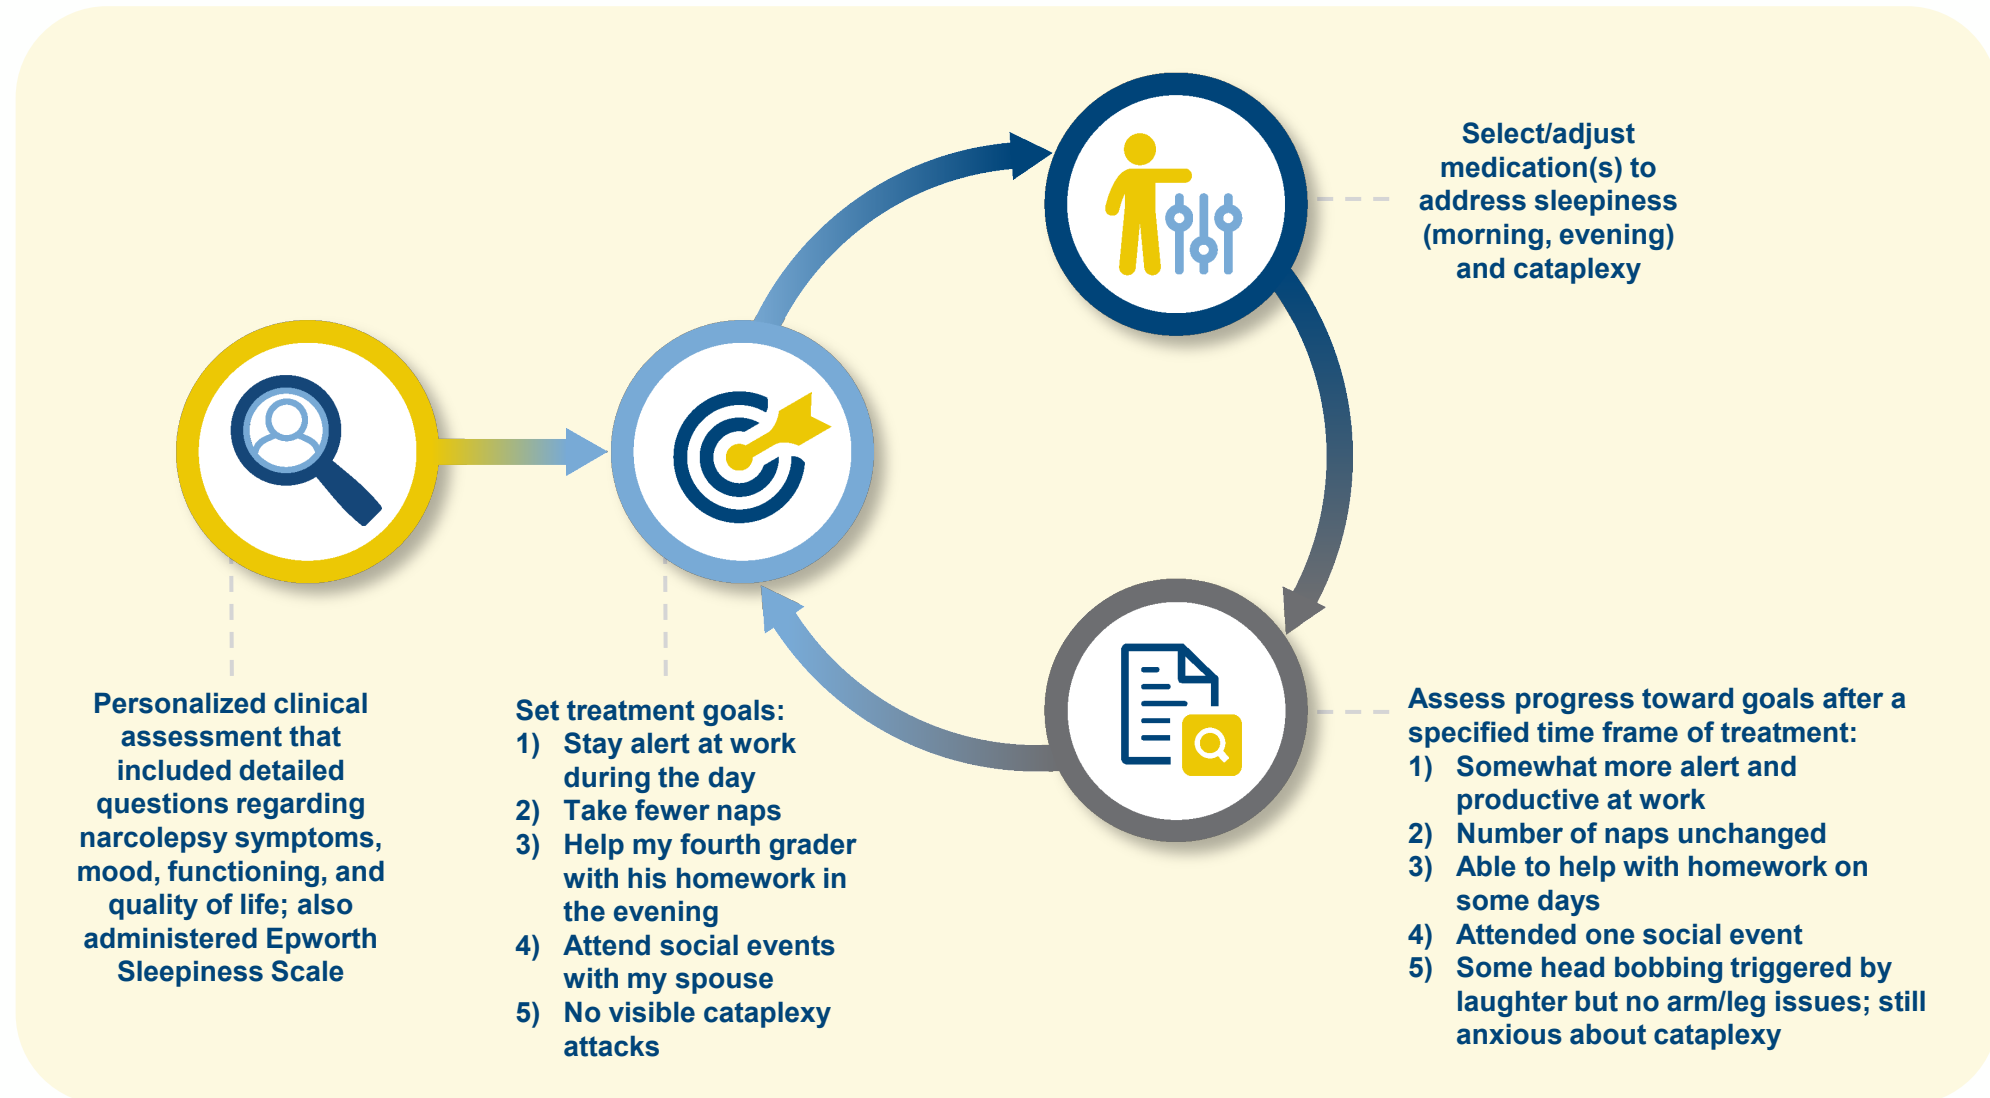 Select/adjust
medication(s) to
address sleepiness
(morning, evening)
and cataplexy
Personalized clinical
assessment that
included detailed
questions regarding
narcolepsy symptoms,
mood, functioning, and
quality of life; also
administered Epworth
Sleepiness Scale
Set treatment goals:
1) Stay alert at work
during the day
2) Take fewer naps
3) Help my fourth grader
with his homework in
the evening
4) Attend social events
with my spouse
5) No visible cataplexy
attacks
Assess progress toward goals after a
specified time frame of treatment:
1) Somewhat more alert and
productive at work
2) Number of naps unchanged
3) Able to help with homework on
some days
4) Attended one social event
5) Some head bobbing triggered by
laughter but no arm/leg issues; still
anxious about cataplexy